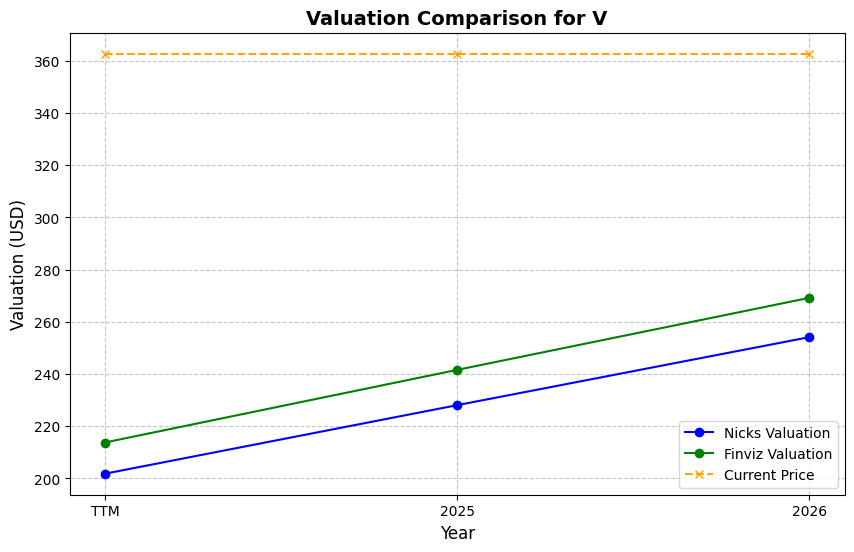 Valuation Comparison for V
Valuation (USD)
360
340
320
300
280
260
240
220
200
TTM
2025
2026
Year
Nicks Valuation
Finviz Valuation
Current Price